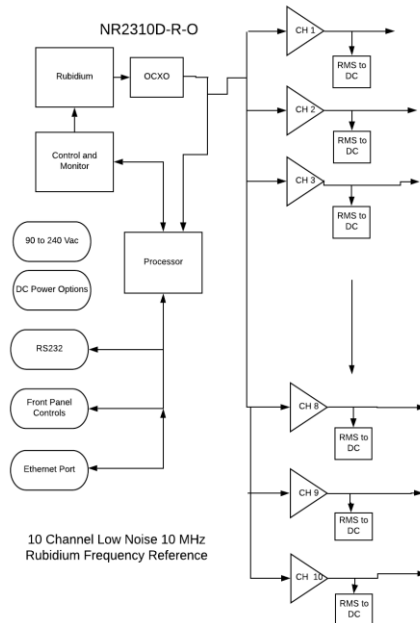 NR2310D-R-O
Rubidium
OCXO
Control and
Monitor
90 to 240 Vac
DC Power Options
Processor
RS232
Front Panel
Controls
Ethernet Port
10 Channel Low Noise 10 MHz
Rubidium Frequency Reference
CH 1
RMS to
DC
CH 2
RMS to
DC
CH 3
RMS to
DC
CH 8
RMS to
DC
CH 9
RMS to
DC
CH 10
RMS to
DC